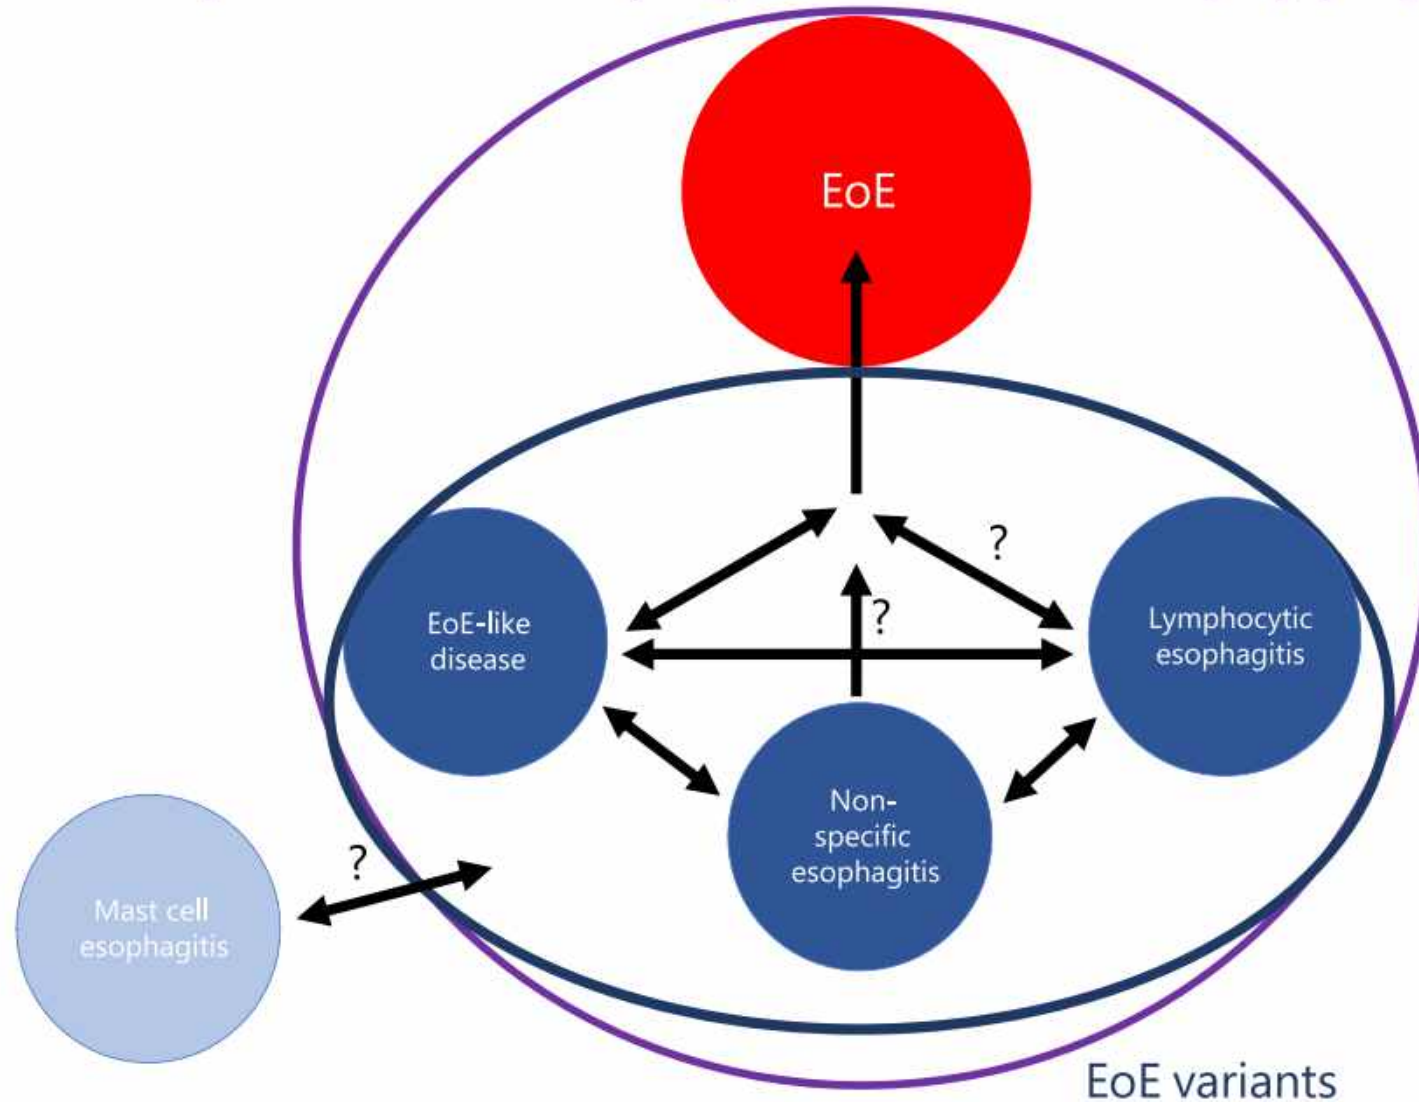 EoE
?
EoE-like
disease
?
Lymphocytic
esophagitis
Non-
specific
esophagitis
?
Mast cell
esophagitis
EoE variants